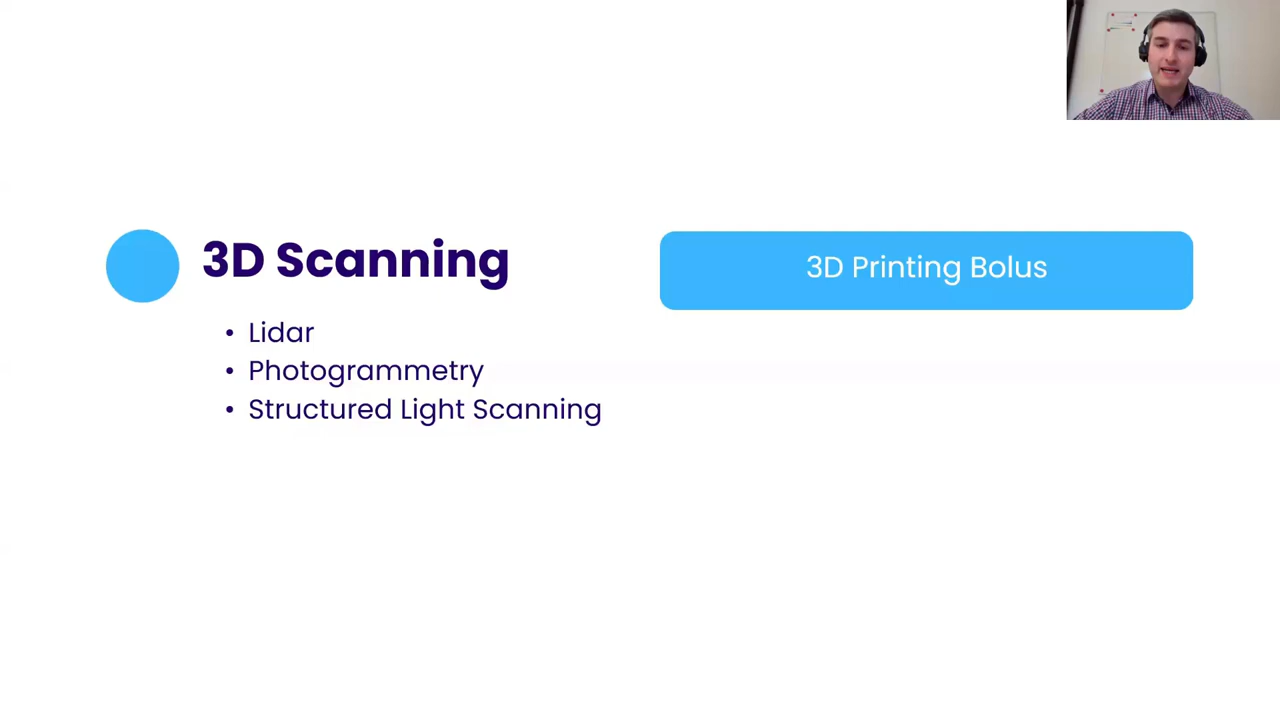 3D Scanning
• Lidar
• Photogrammetry
• Structured Light Scanning
3D Printing Bolus